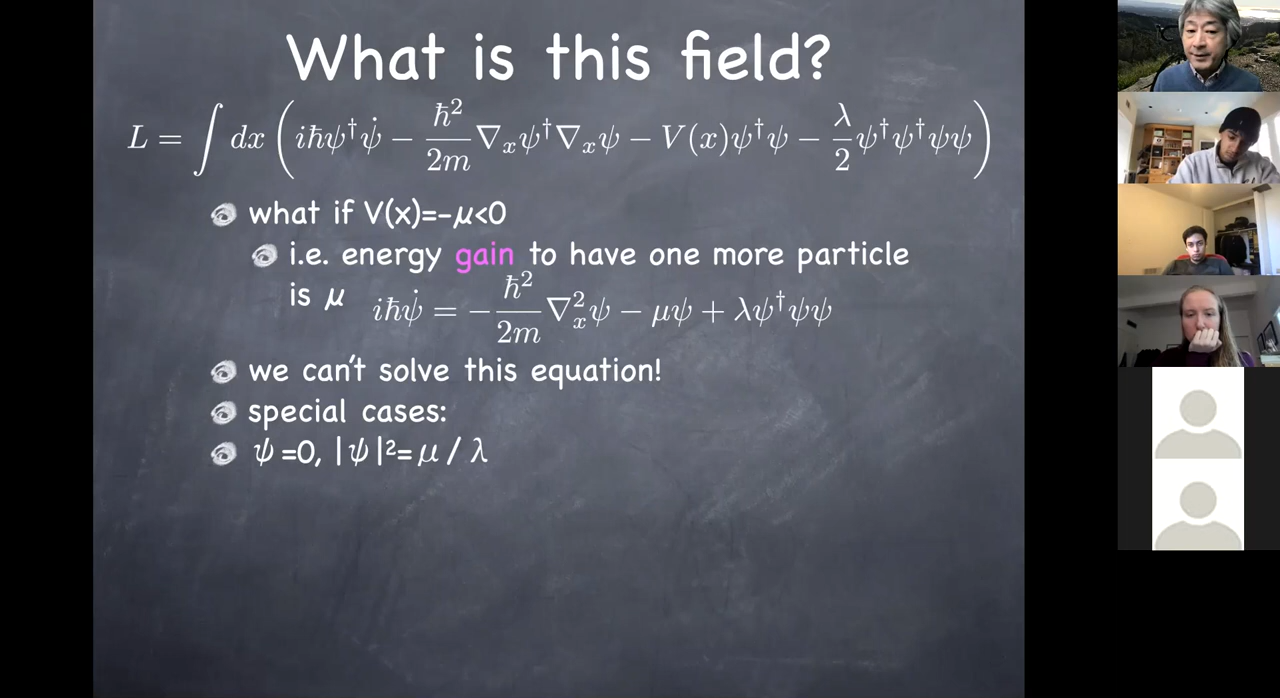 What is this field?
L = ∫ dx ( iħψ†ψ̇ − ħ²/2m ∇ₓψ†∇ₓψ − V(x)ψ†ψ − λ/2 ψ†ψ†ψψ )
what if V(x)=-μ<0
i.e. energy gain to have one more particle
is μ
iħψ̇ = − ħ²/2m ∇ₓ²ψ − μψ + λψ†ψψ
we can't solve this equation!
special cases:
ψ=0, |ψ|²=μ/λ